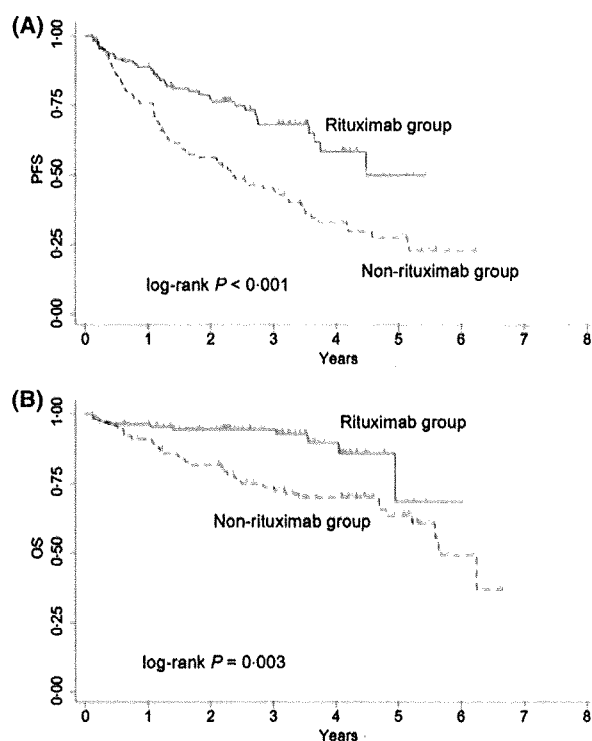 (A)
1·00
0·75
0·50
0·25
0·00
PFS
Rituximab group
Non-rituximab group
log-rank P < 0·001
0 1 2 3 4 5 6 7 8
Years
(B)
1·00
0·75
0·50
0·25
0·00
OS
Rituximab group
Non-rituximab group
log-rank P = 0·003
0 1 2 3 4 5 6 7 8
Years